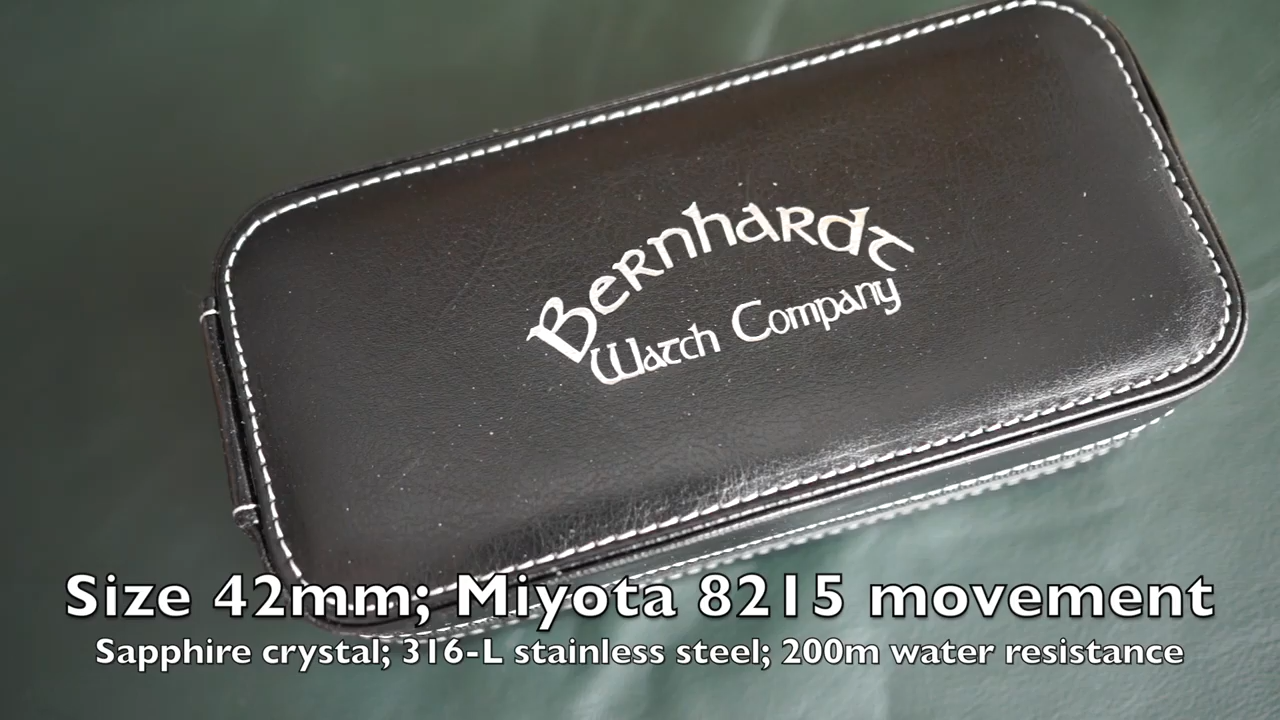 Bernhardt
Watch Company
Size 42mm; Miyota 8215 movement
Sapphire crystal; 316-L stainless steel; 200m water resistance